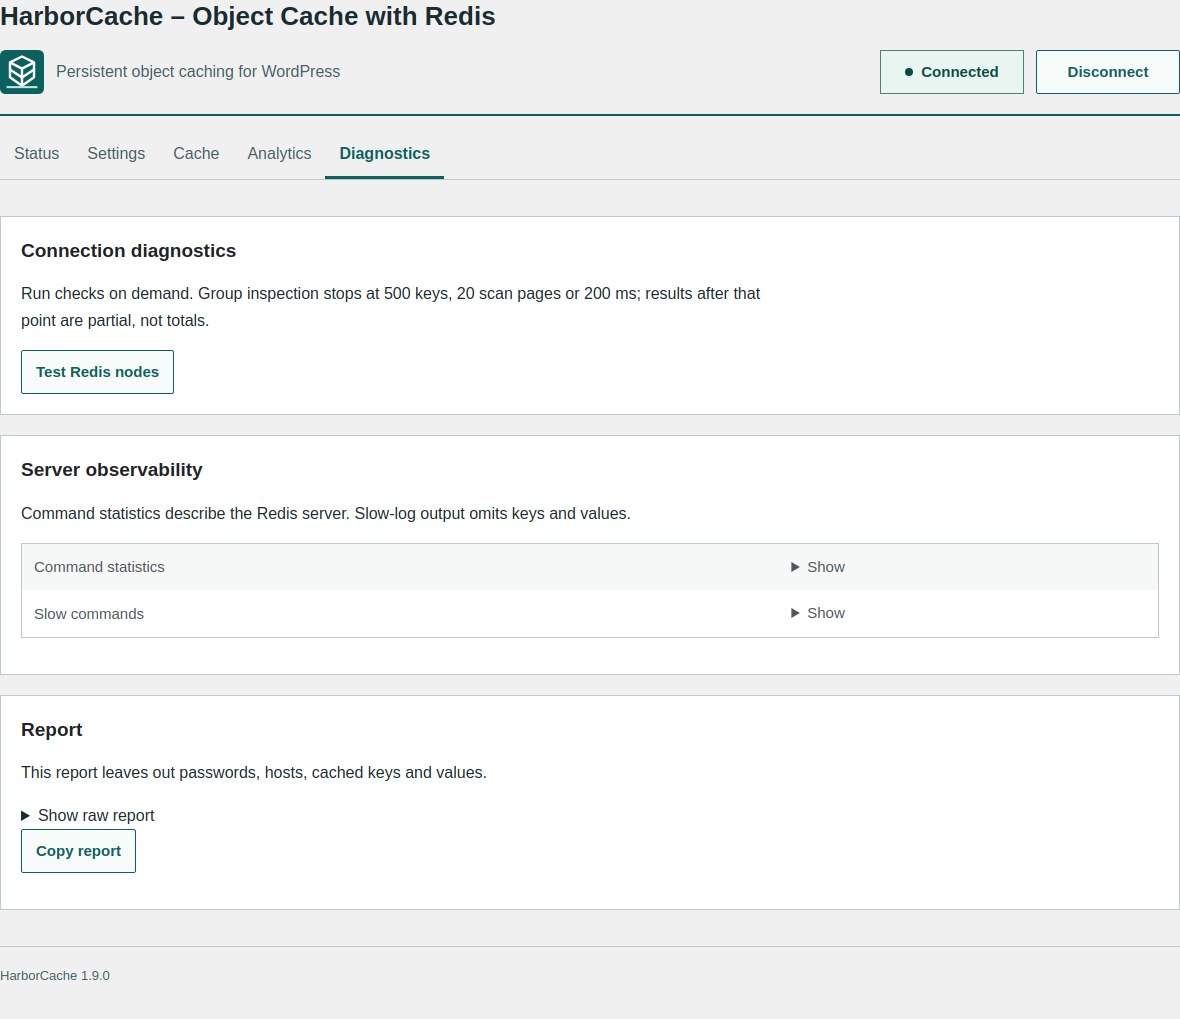 HarborCache – Object Cache with Redis
Persistent object caching for WordPress
Connected
Disconnect
Status Settings Cache Analytics Diagnostics
Connection diagnostics
Run checks on demand. Group inspection stops at 500 keys, 20 scan pages or 200 ms; results after that
point are partial, not totals.
Test Redis nodes
Server observability
Command statistics describe the Redis server. Slow-log output omits keys and values.
Command statistics Show
Slow commands Show
Report
This report leaves out passwords, hosts, cached keys and values.
Show raw report
Copy report
HarborCache 1.9.0